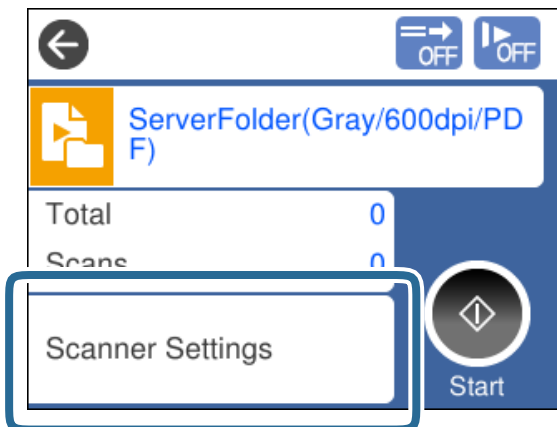 OFF OFF
ServerFolder(Gray/600dpi/PD
F)
Total 0
Scans 0
Scanner Settings
Start